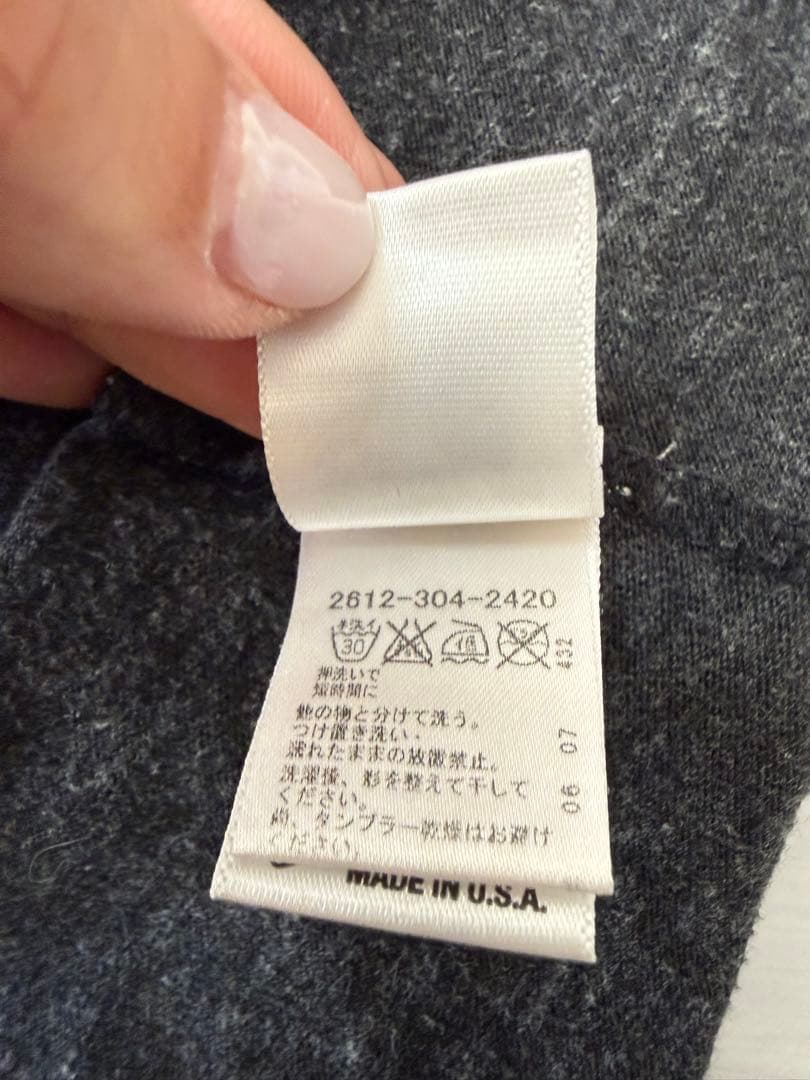 2612-304-2420
30 低
432
押洗いで
短時間に
他の物と分けて洗う。
つけ置き洗い、
濡れたままの放置禁止。
洗濯後、形を整えて干して
ください。
尚、タンブラー乾燥はお避け
ください。
06 07
MADE IN U.S.A.